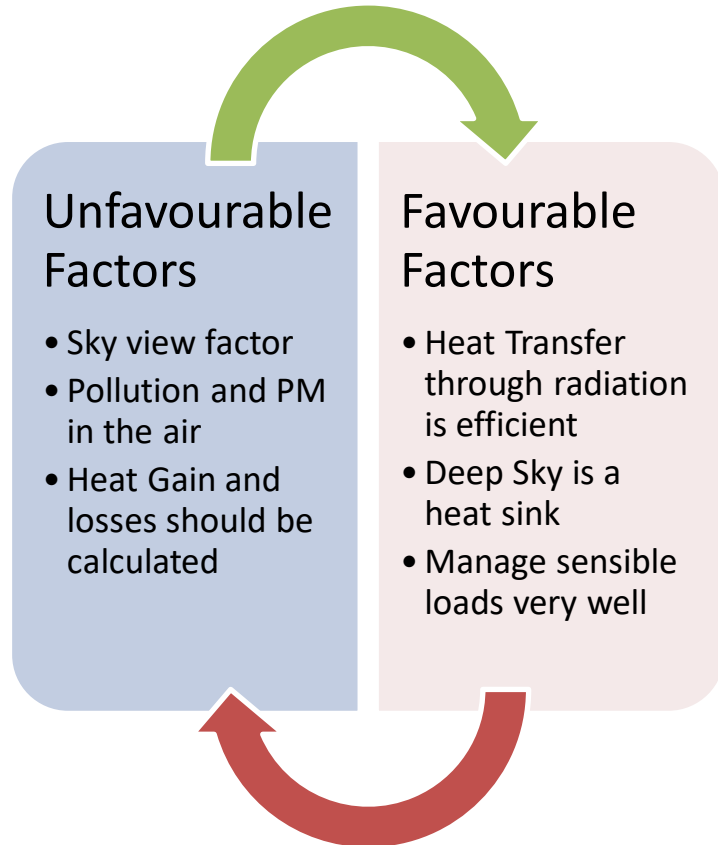 Unfavourable
Factors
• Sky view factor
• Pollution and PM
in the air
• Heat Gain and
losses should be
calculated
Favourable
Factors
• Heat Transfer
through radiation
is efficient
• Deep Sky is a
heat sink
• Manage sensible
loads very well